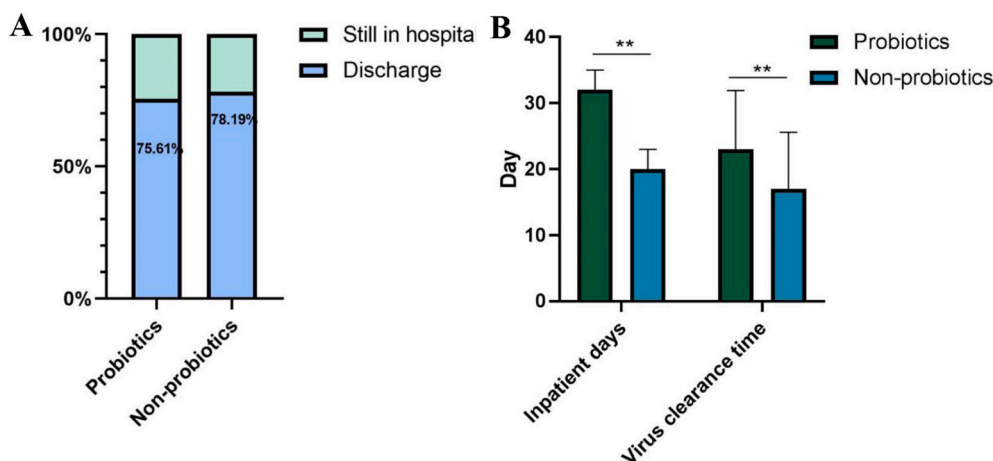 A
100%
50%
0%
75.61%
78.19%
Probiotics
Non-probiotics
Still in hospita
Discharge
B
Day
40
30
20
10
0
**
**
Inpatient days
Virus clearance time
Probiotics
Non-probiotics